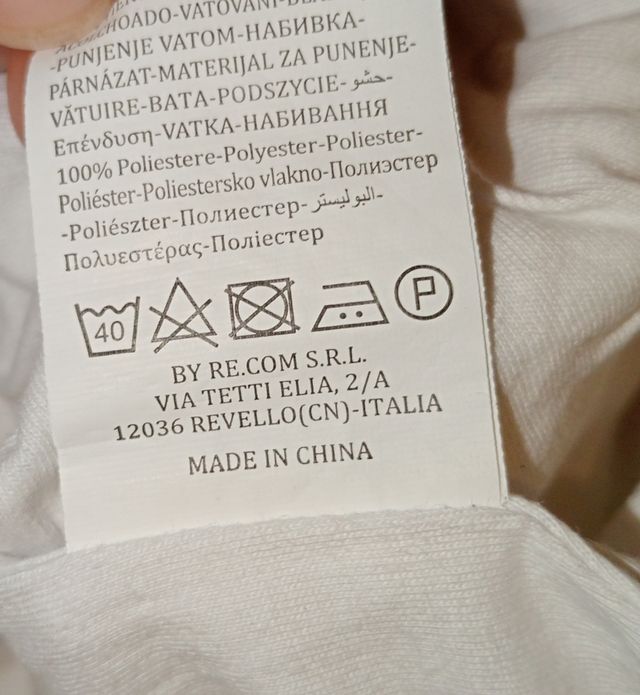 HOADO-VATOVANI-
-PUNJENJE VATOM-НАБИВКА-
PÁRNÁZAT-MATERIJAL ZA PUNENJE-
VĂTUIRE-BATA-PODSZYCIE-حشو-
Επένδυση-VATKA-НАБИВАННЯ
100% Poliestere-Polyester-Poliester-
Poliéster-Poliestersko vlakno-Полиэстер
-Poliészter-Полиестер-البوليستر-
Πολυεστέρας-Поліестер
40
P
BY RE.COM S.R.L.
VIA TETTI ELIA, 2/A
12036 REVELLO(CN)-ITALIA
MADE IN CHINA